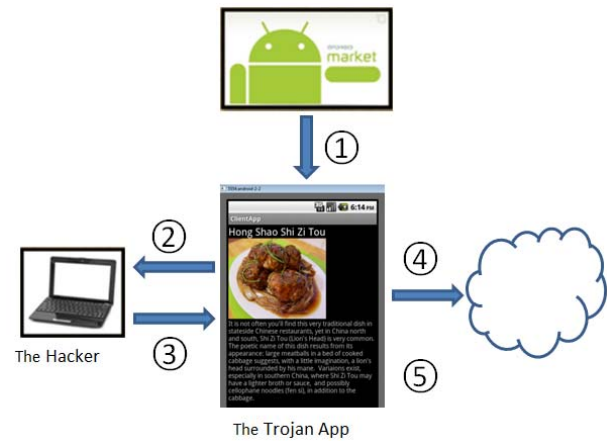 market
①
6:14 PM
ClientApp
Hong Shao Shi Zi Tou
②
④
③
⑤
It is not often you'll find this very traditional dish in
stateside Chinese restaurants, yet in China north
and south, Shi Zi Tou (Lion's Head) is very common.
The poetic name of this dish results from its
appearance: large meatballs in a bed of cooked
cabbage suggests, with a little imagination, a lion's
head surrounded by his mane. Variaions exist,
especially in southern China, where Shi Zi Tou may
have a lighter broth or sauce, and possibly
cellophane noodles (fen si), in addition to the
cabbage.
The Hacker
The Trojan App